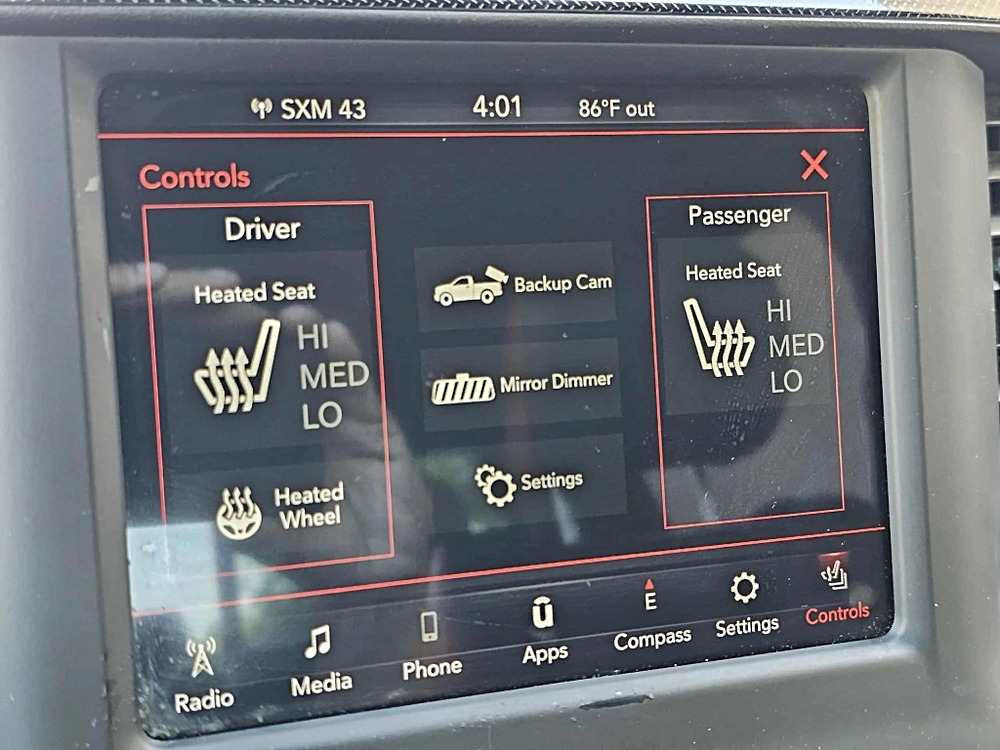 SXM 43 4:01 86°F out
Controls
Driver
Heated Seat
HI
MED
LO
Heated
Wheel
Backup Cam
Mirror Dimmer
Settings
Passenger
Heated Seat
HI
MED
LO
Radio
Media
Phone
Apps
E
Compass
Settings
Controls